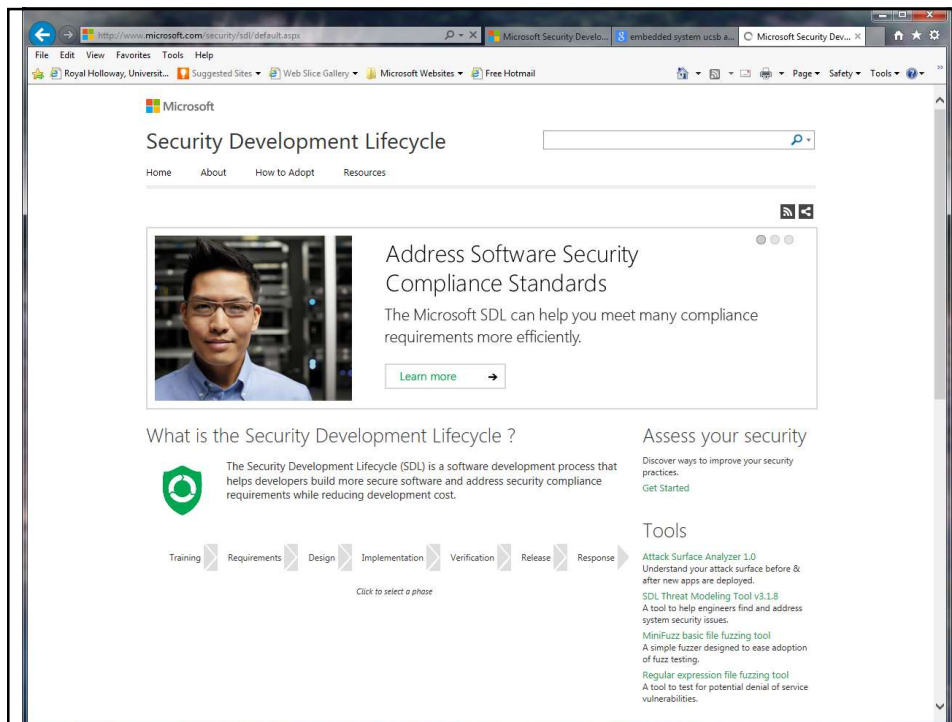 http://www.microsoft.com/security/sdl/default.aspx
Microsoft Security Develo...
embedded system ucsb a...
Microsoft Security Dev...
File Edit View Favorites Tools Help
Royal Holloway, Universit... Suggested Sites Web Slice Gallery Microsoft Websites Free Hotmail Page Safety Tools
Microsoft
Security Development Lifecycle
Home About How to Adopt Resources
Address Software Security
Compliance Standards
The Microsoft SDL can help you meet many compliance
requirements more efficiently.
Learn more
What is the Security Development Lifecycle ?
The Security Development Lifecycle (SDL) is a software development process that
helps developers build more secure software and address security compliance
requirements while reducing development cost.
Training Requirements Design Implementation Verification Release Response
Click to select a phase
Assess your security
Discover ways to improve your security
practices.
Get Started
Tools
Attack Surface Analyzer 1.0
Understand your attack surface before &
after new apps are deployed.
SDL Threat Modeling Tool v3.1.8
A tool to help engineers find and address
system security issues.
MiniFuzz basic file fuzzing tool
A simple fuzzer designed to ease adoption
of fuzz testing.
Regular expression file fuzzing tool
A tool to test for potential denial of service
vulnerabilities.